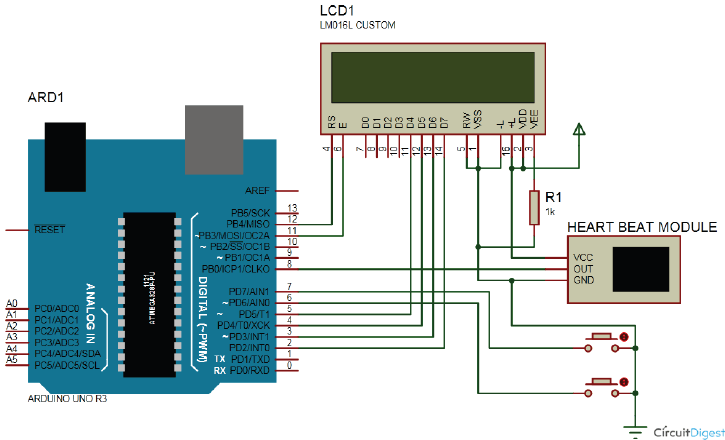 LCD1
LM016L CUSTOM
RS
E
D0
D1
D2
D3
D4
D5
D6
D7
RW
VSS
-L
+L
VDD
VEE
4
6
7
8
9
10
11
12
13
14
5
1
16
2
3
R1
1k
HEART BEAT MODULE
VCC
OUT
GND
ARD1
AREF
RESET
PB5/SCK
13
PB4/MISO
12
~PB3/MOSI/OC2A
11
~ PB2/SS/OC1B
10
~ PB1/OC1A
9
PB0/ICP1/CLKO
8
PD7/AIN1
7
~ PD6/AIN0
6
~ PD5/T1
5
PD4/T0/XCK
4
~ PD3/INT1
3
PD2/INT0
2
TX PD1/TXD
1
RX PD0/RXD
0
DIGITAL (~PWM)
1121
ATMEGA328P-PU
ANALOG IN
A0
PC0/ADC0
A1
PC1/ADC1
A2
PC2/ADC2
A3
PC3/ADC3
A4
PC4/ADC4/SDA
A5
PC5/ADC5/SCL
ARDUINO UNO R3
CircuitDigest